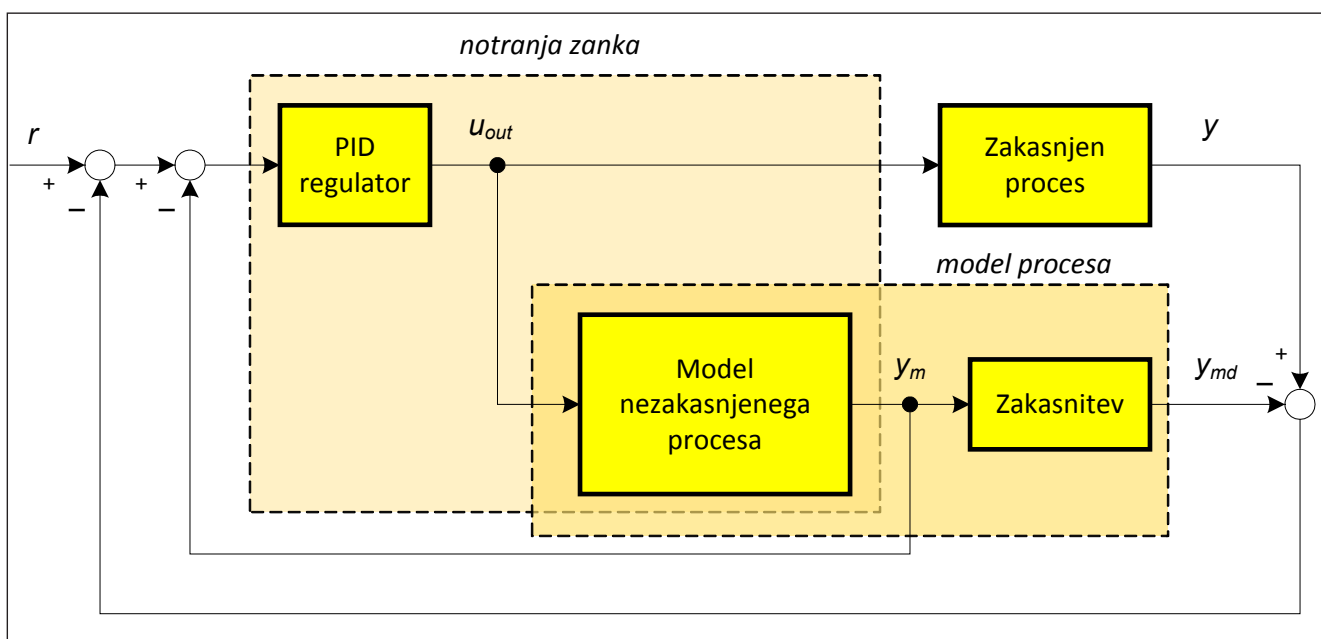 notranja zanka
r
u_out
y
PID
regulator
Zakasnjen
proces
+
−
+
−
model procesa
Model
nezakasnjenega
procesa
y_m
Zakasnitev
y_md
+
−